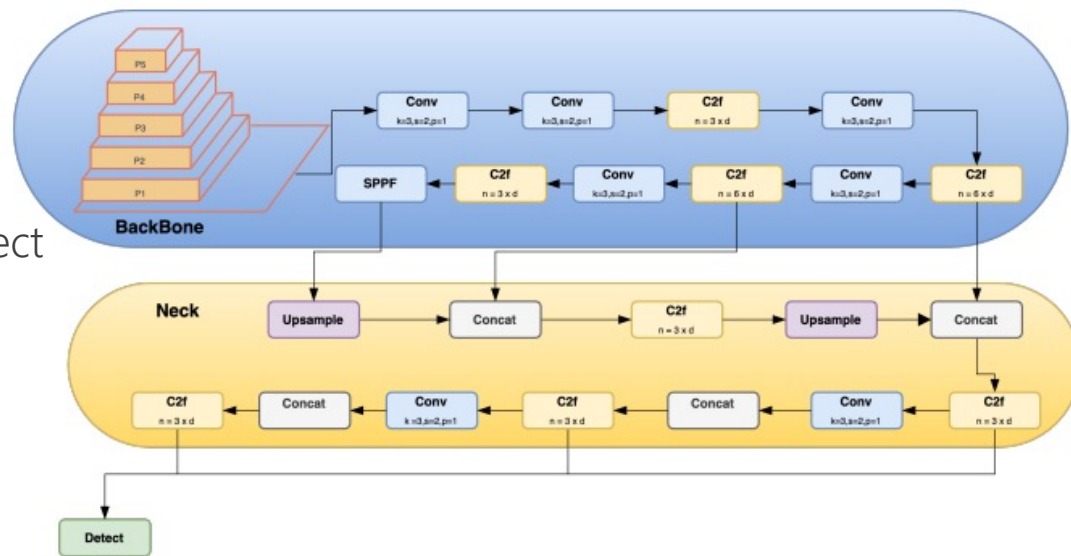 P5
P4
P3
P2
P1
BackBone
Conv
k=3,s=2,p=1
Conv
k=3,s=2,p=1
C2f
n = 3 x d
Conv
k=3,s=2,p=1
SPPF
C2f
n = 3 x d
Conv
k=3,s=2,p=1
C2f
n = 6 x d
Conv
k=3,s=2,p=1
C2f
n = 6 x d
ect
Neck
Upsample
Concat
C2f
n = 3 x d
Upsample
Concat
C2f
n = 3 x d
Concat
Conv
k =3,s=2,p=1
C2f
n = 3 x d
Concat
Conv
k=3,s=2,p=1
C2f
n = 3 x d
Detect